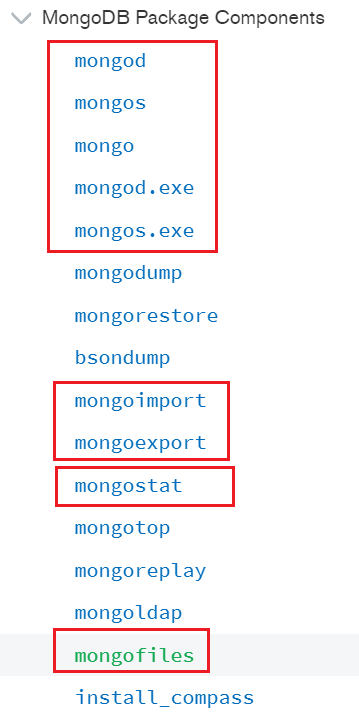 MongoDB Package Components
mongod
mongos
mongo
mongod.exe
mongos.exe
mongodump
mongorestore
bsondump
mongoimport
mongoexport
mongostat
mongotop
mongoreplay
mongoldap
mongofiles
install_compass